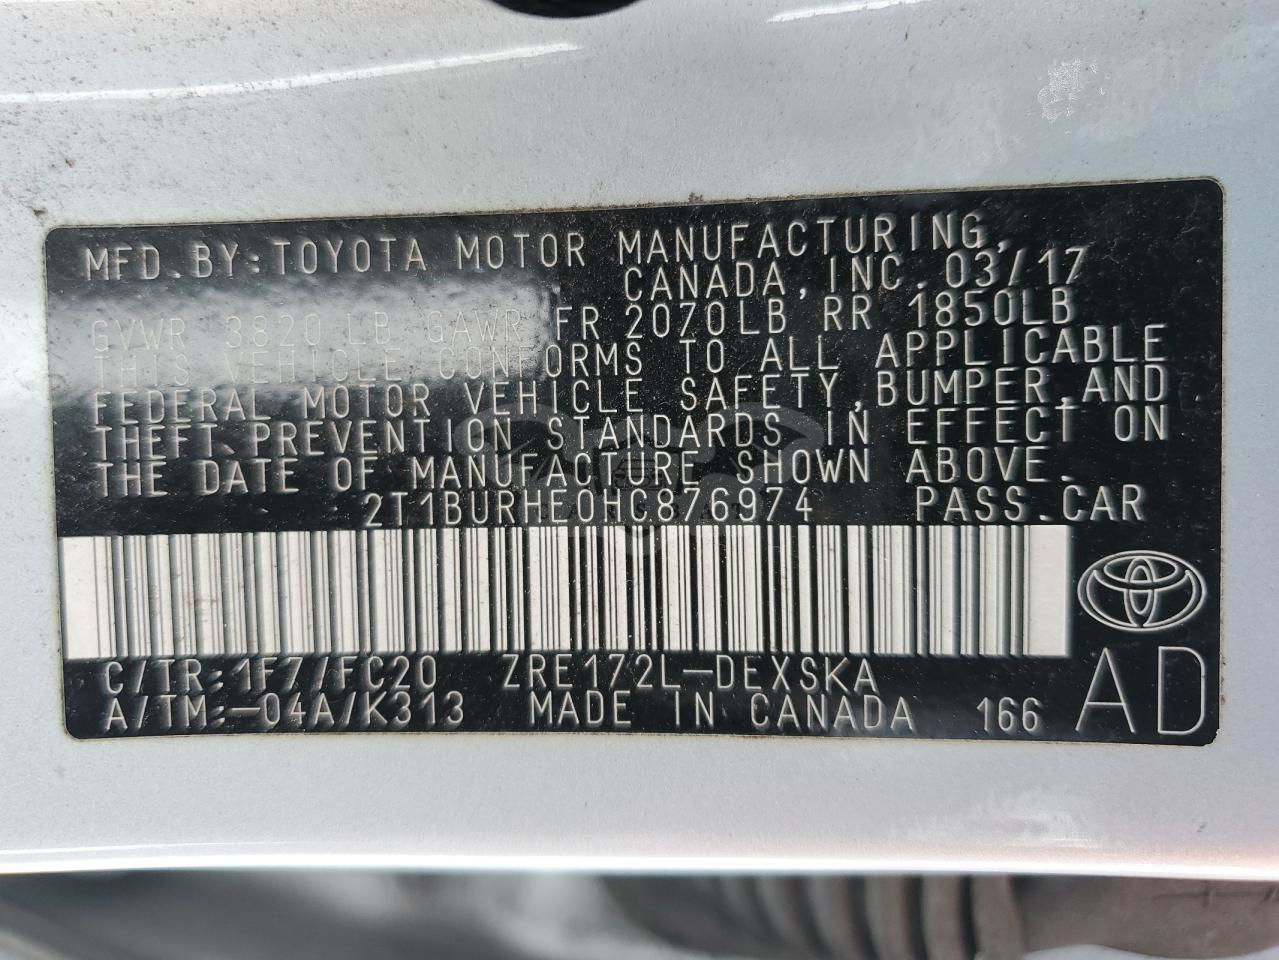 MFD.BY:TOYOTA MOTOR MANUFACTURING,
CANADA,INC.03/17
GVWR 3820 LB GAWR FR 2070LB RR 1850LB
THIS VEHICLE CONFORMS TO ALL APPLICABLE
FEDERAL MOTOR VEHICLE SAFETY,BUMPER,AND
THEFT PREVENTION STANDARDS IN EFFECT ON
THE DATE OF MANUFACTURE SHOWN ABOVE.
2T1BURHE0HC876974 PASS.CAR
C/TR:1F7/FC20 ZRE172L-DEXSKA
A/TM:-04A/K313 MADE IN CANADA 166 AD